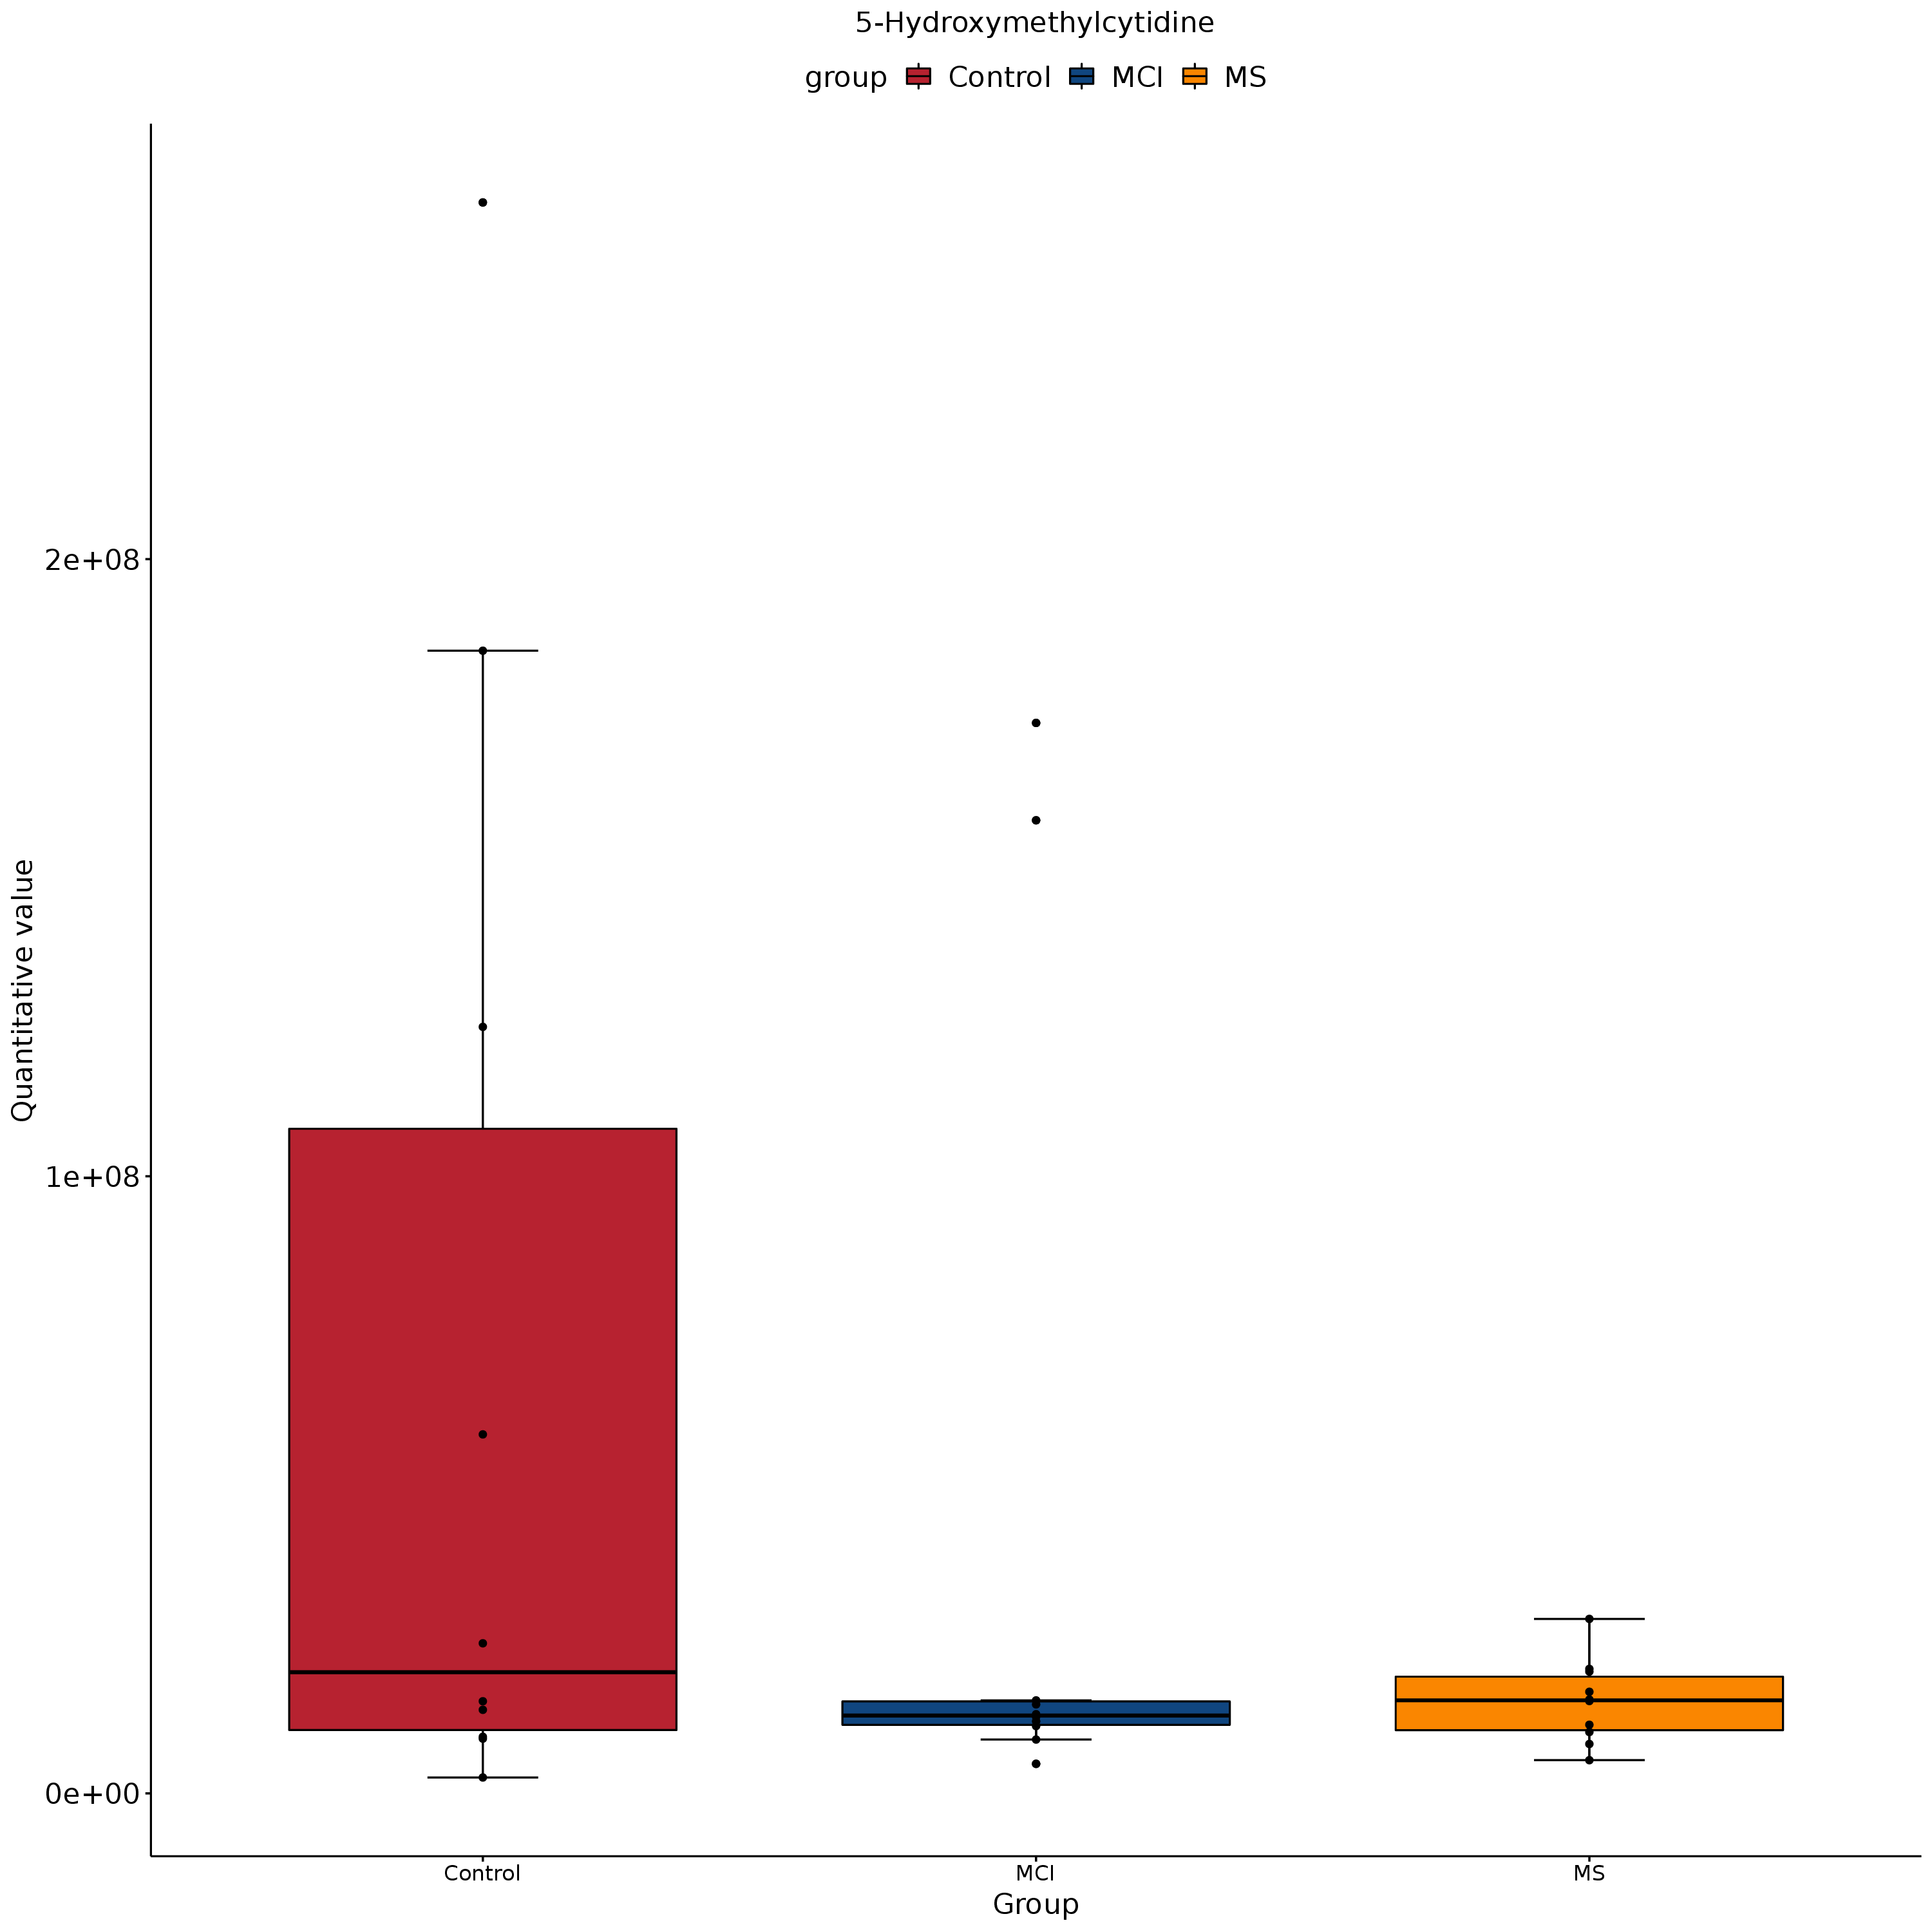 5-Hydroxymethylcytidine
group Control MCI MS
Quantitative value
2e+08
1e+08
0e+00
Control MCI MS
Group